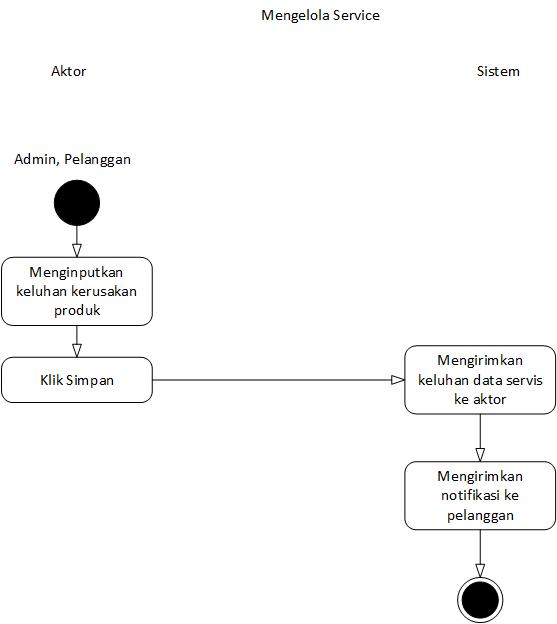 Mengelola Service
Aktor
Sistem
Admin, Pelanggan
Menginputkan
keluhan kerusakan
produk
Klik Simpan
Mengirimkan
keluhan data servis
ke aktor
Mengirimkan
notifikasi ke
pelanggan